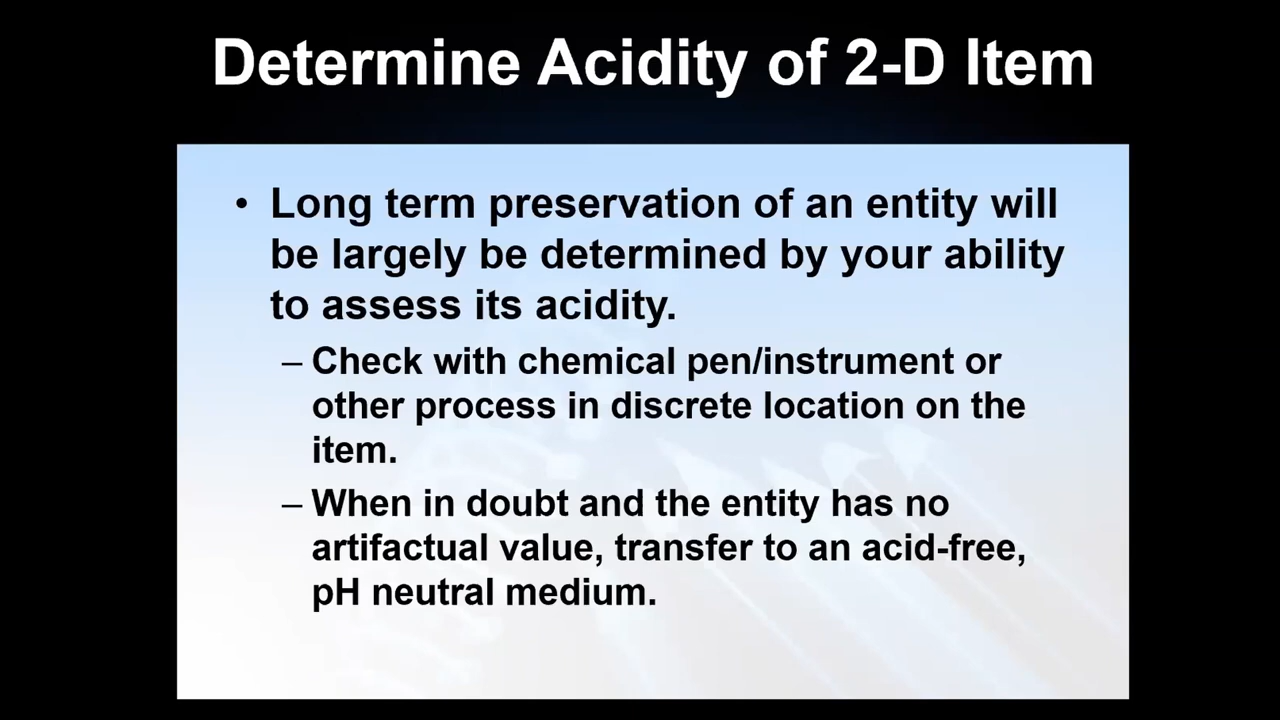 Determine Acidity of 2-D Item
• Long term preservation of an entity will
be largely be determined by your ability
to assess its acidity.
– Check with chemical pen/instrument or
other process in discrete location on the
item.
– When in doubt and the entity has no
artifactual value, transfer to an acid-free,
pH neutral medium.